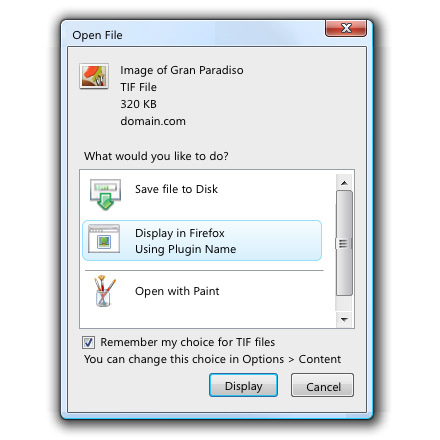 Open File
Image of Gran Paradiso
TIF File
320 KB
domain.com
What would you like to do?
Save file to Disk
Display in Firefox
Using Plugin Name
Open with Paint
Remember my choice for TIF files
You can change this choice in Options > Content
Display
Cancel